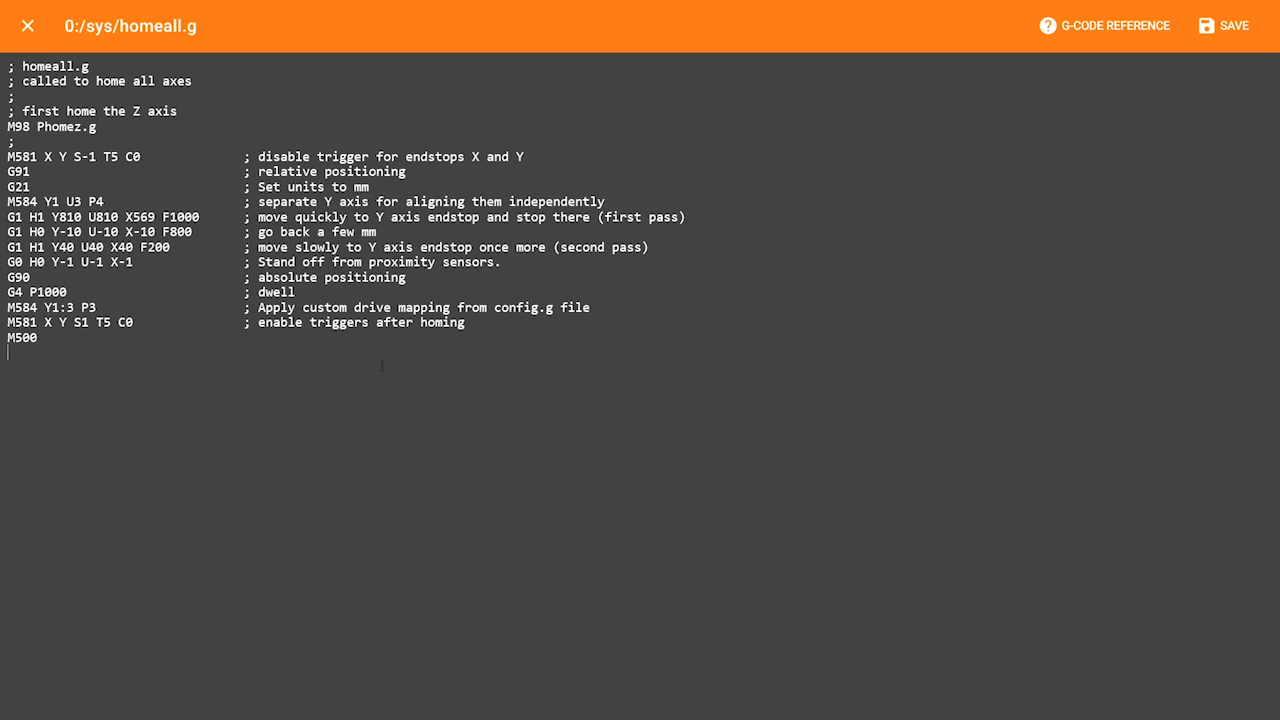 0:/sys/homeall.g
G-CODE REFERENCE
SAVE
; homeall.g
; called to home all axes
;
; first home the Z axis
M98 Phomez.g
;
M581 X Y S-1 T5 C0 ; disable trigger for endstops X and Y
G91 ; relative positioning
G21 ; Set units to mm
M584 Y1 U3 P4 ; separate Y axis for aligning them independently
G1 H1 Y810 U810 X569 F1000 ; move quickly to Y axis endstop and stop there (first pass)
G1 H0 Y-10 U-10 X-10 F800 ; go back a few mm
G1 H1 Y40 U40 X40 F200 ; move slowly to Y axis endstop once more (second pass)
G0 H0 Y-1 U-1 X-1 ; Stand off from proximity sensors.
G90 ; absolute positioning
G4 P1000 ; dwell
M584 Y1:3 P3 ; Apply custom drive mapping from config.g file
M581 X Y S1 T5 C0 ; enable triggers after homing
M500